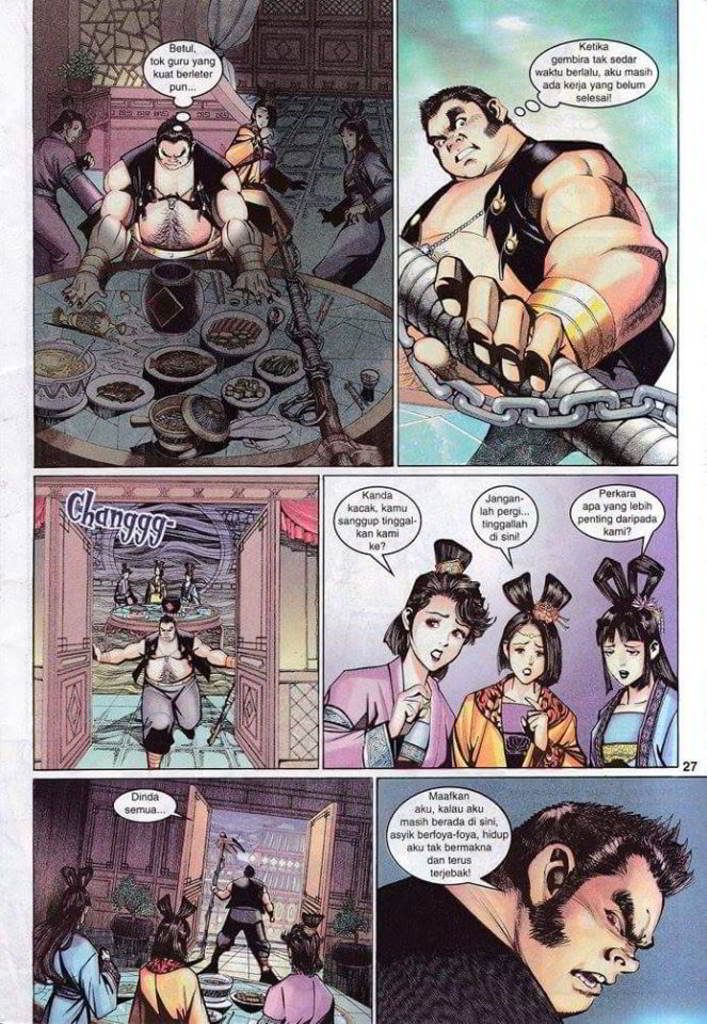 Betul,
tok guru yang
kuat berleter
pun...
Ketika
gembira tak sedar
waktu berlalu, aku masih
ada kerja yang belum
selesai!
Changgg-
Kanda
kacak, kamu
sanggup tinggal-
kan kami
ke?
Jangan-
lah pergi...
tinggallah
di sini!
Perkara
apa yang lebih
penting daripada
kami?
27
Dinda
semua...
Maafkan
aku, kalau aku
masih berada di sini,
asyik berfoya-foya, hidup
aku tak bermakna
dan terus
terjebak!